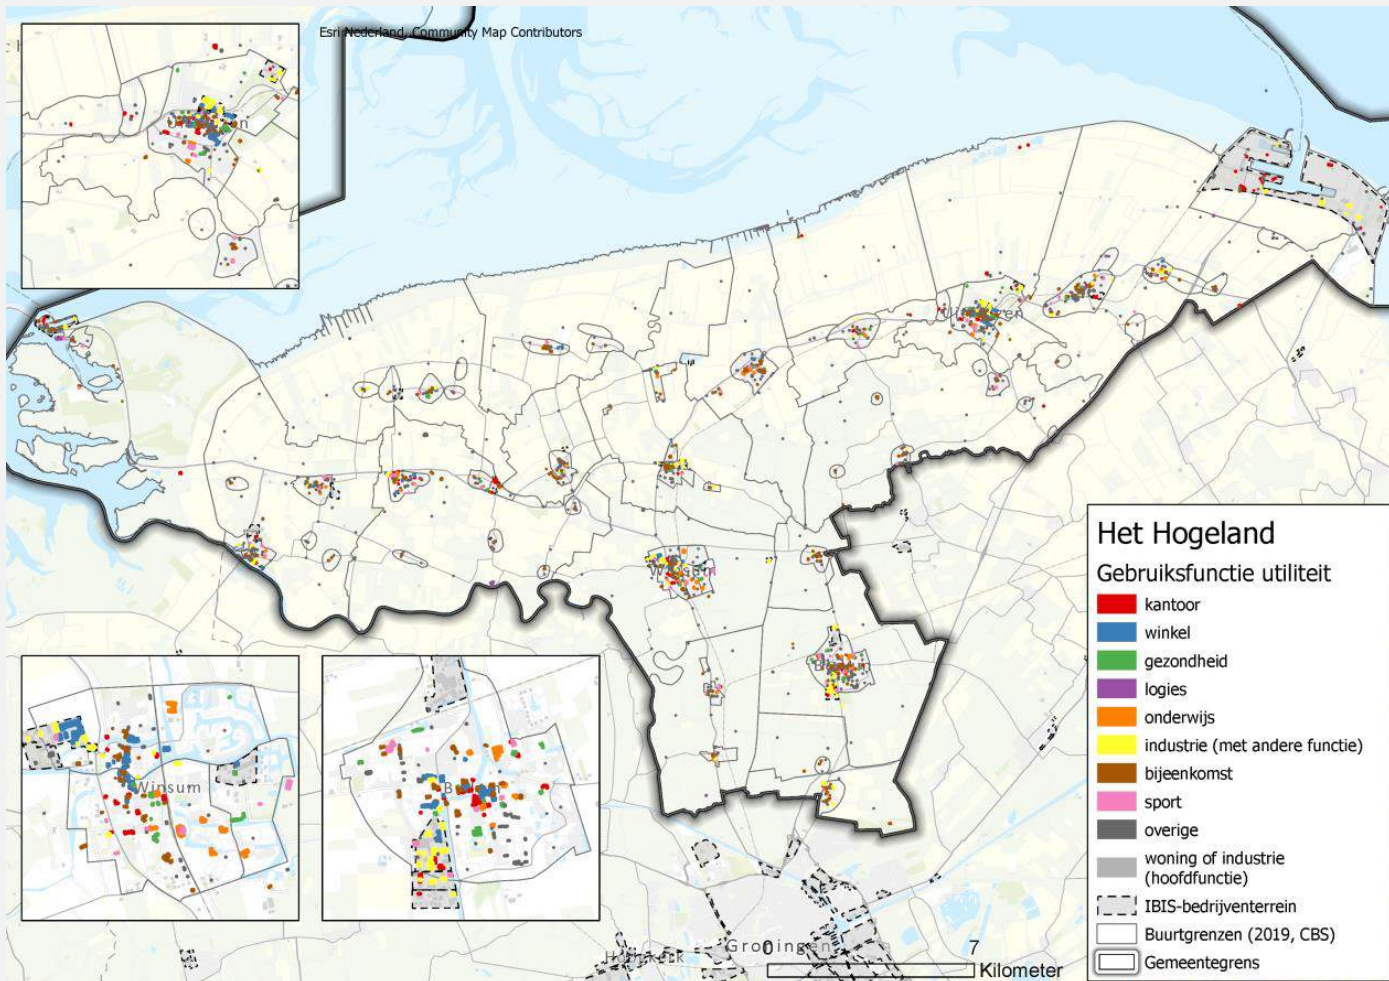 Esri Nederland, Community Map Contributors
Winsum
Groningen
0 7
Kilometer
Het Hogeland
Gebruiksfunctie utiliteit
kantoor
winkel
gezondheid
logies
onderwijs
industrie (met andere functie)
bijeenkomst
sport
overige
woning of industrie
(hoofdfunctie)
IBIS-bedrijventerrein
Buurtgrenzen (2019, CBS)
Gemeentegrens